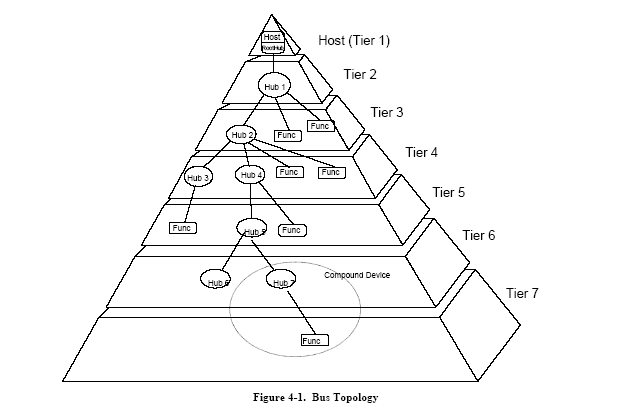 Host
RootHub
Host (Tier 1)
Tier 2
Hub 1
Tier 3
Func
Hub 2
Func
Tier 4
Func
Func
Hub 3
Hub 4
Tier 5
Func
Hub 5
Func
Tier 6
Hub 6
Hub 7
Compound Device
Tier 7
Func
Figure 4-1. Bus Topology